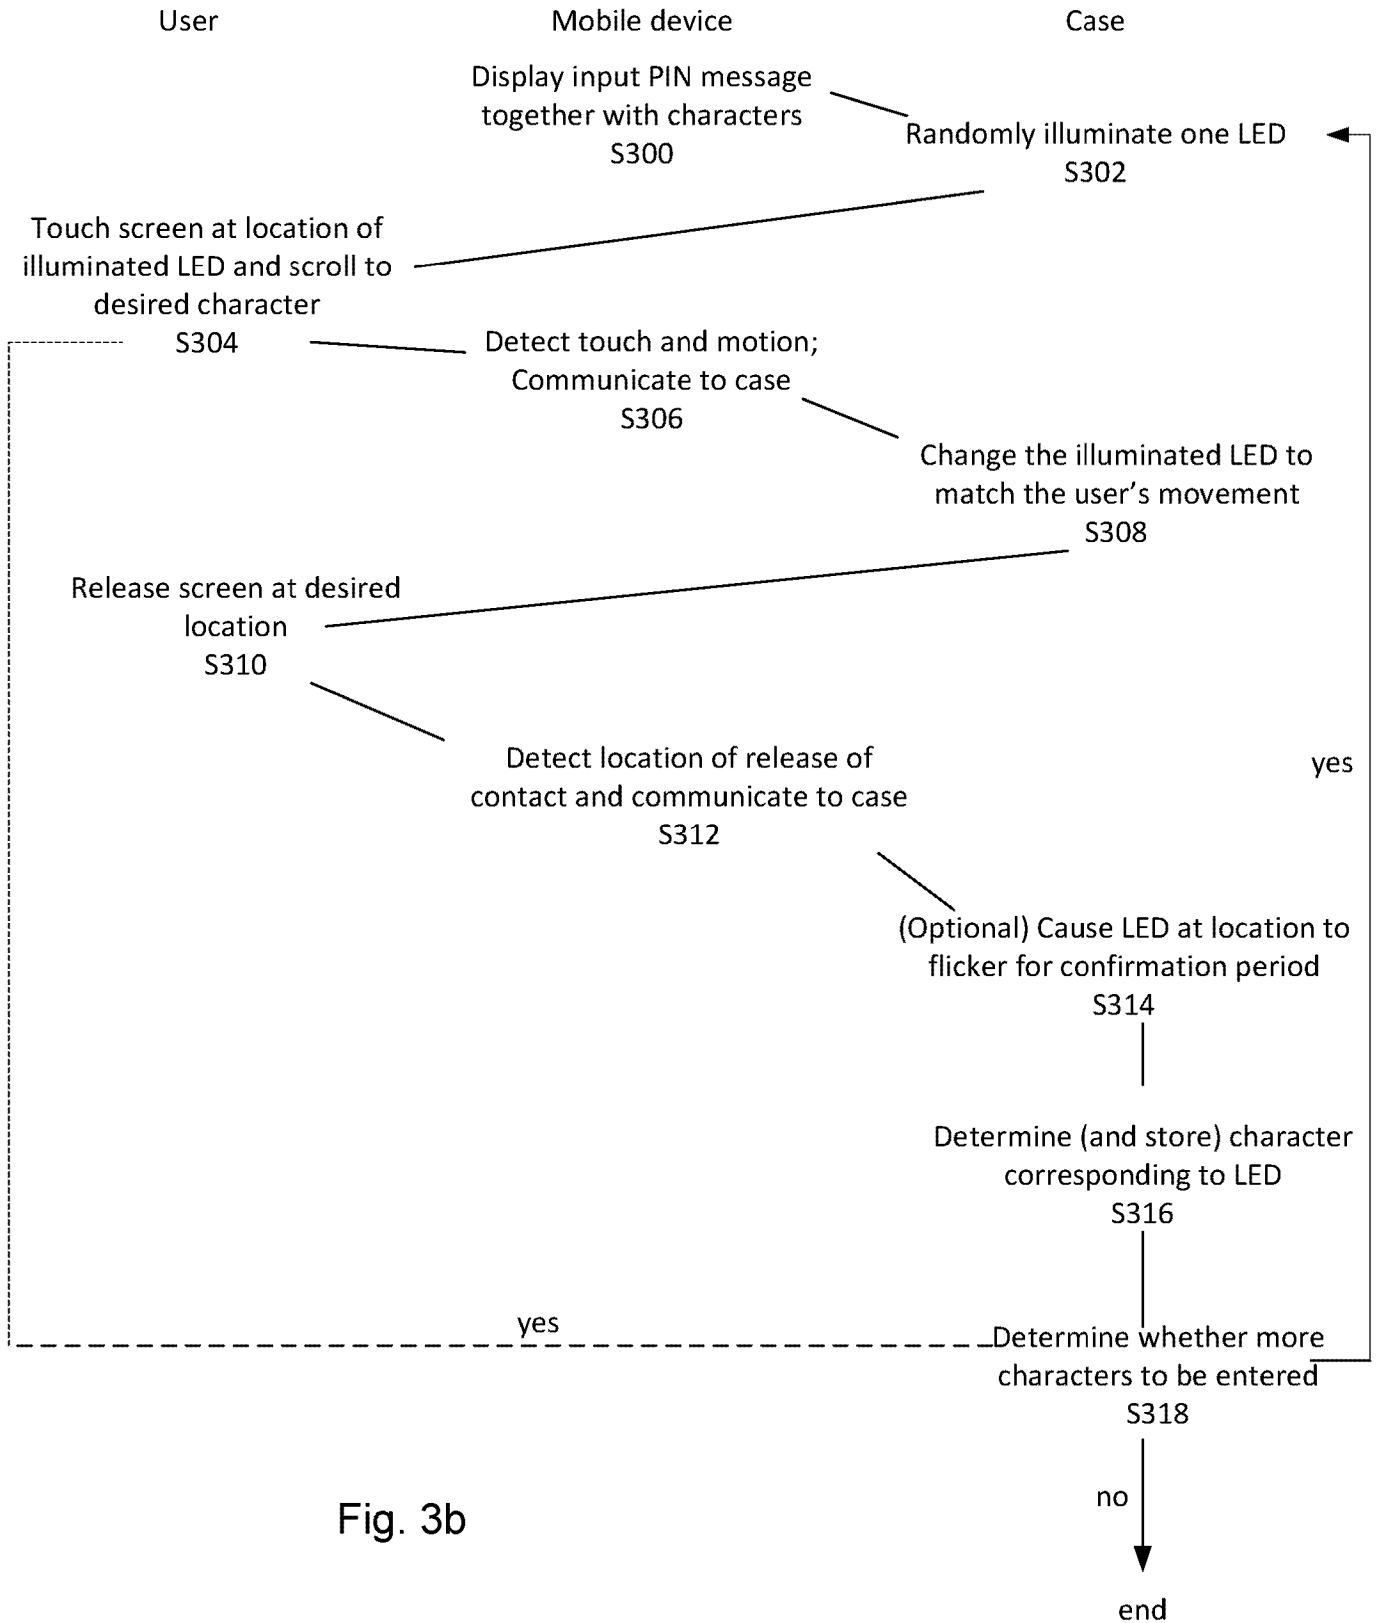 User
Mobile device
Case
Display input PIN message
together with characters
S300
Randomly illuminate one LED
S302
Touch screen at location of
illuminated LED and scroll to
desired character
S304
Detect touch and motion;
Communicate to case
S306
Change the illuminated LED to
match the user’s movement
S308
Release screen at desired
location
S310
Detect location of release of
contact and communicate to case
S312
yes
(Optional) Cause LED at location to
flicker for confirmation period
S314
Determine (and store) character
corresponding to LED
S316
yes
Determine whether more
characters to be entered
S318
no
end
Fig. 3b